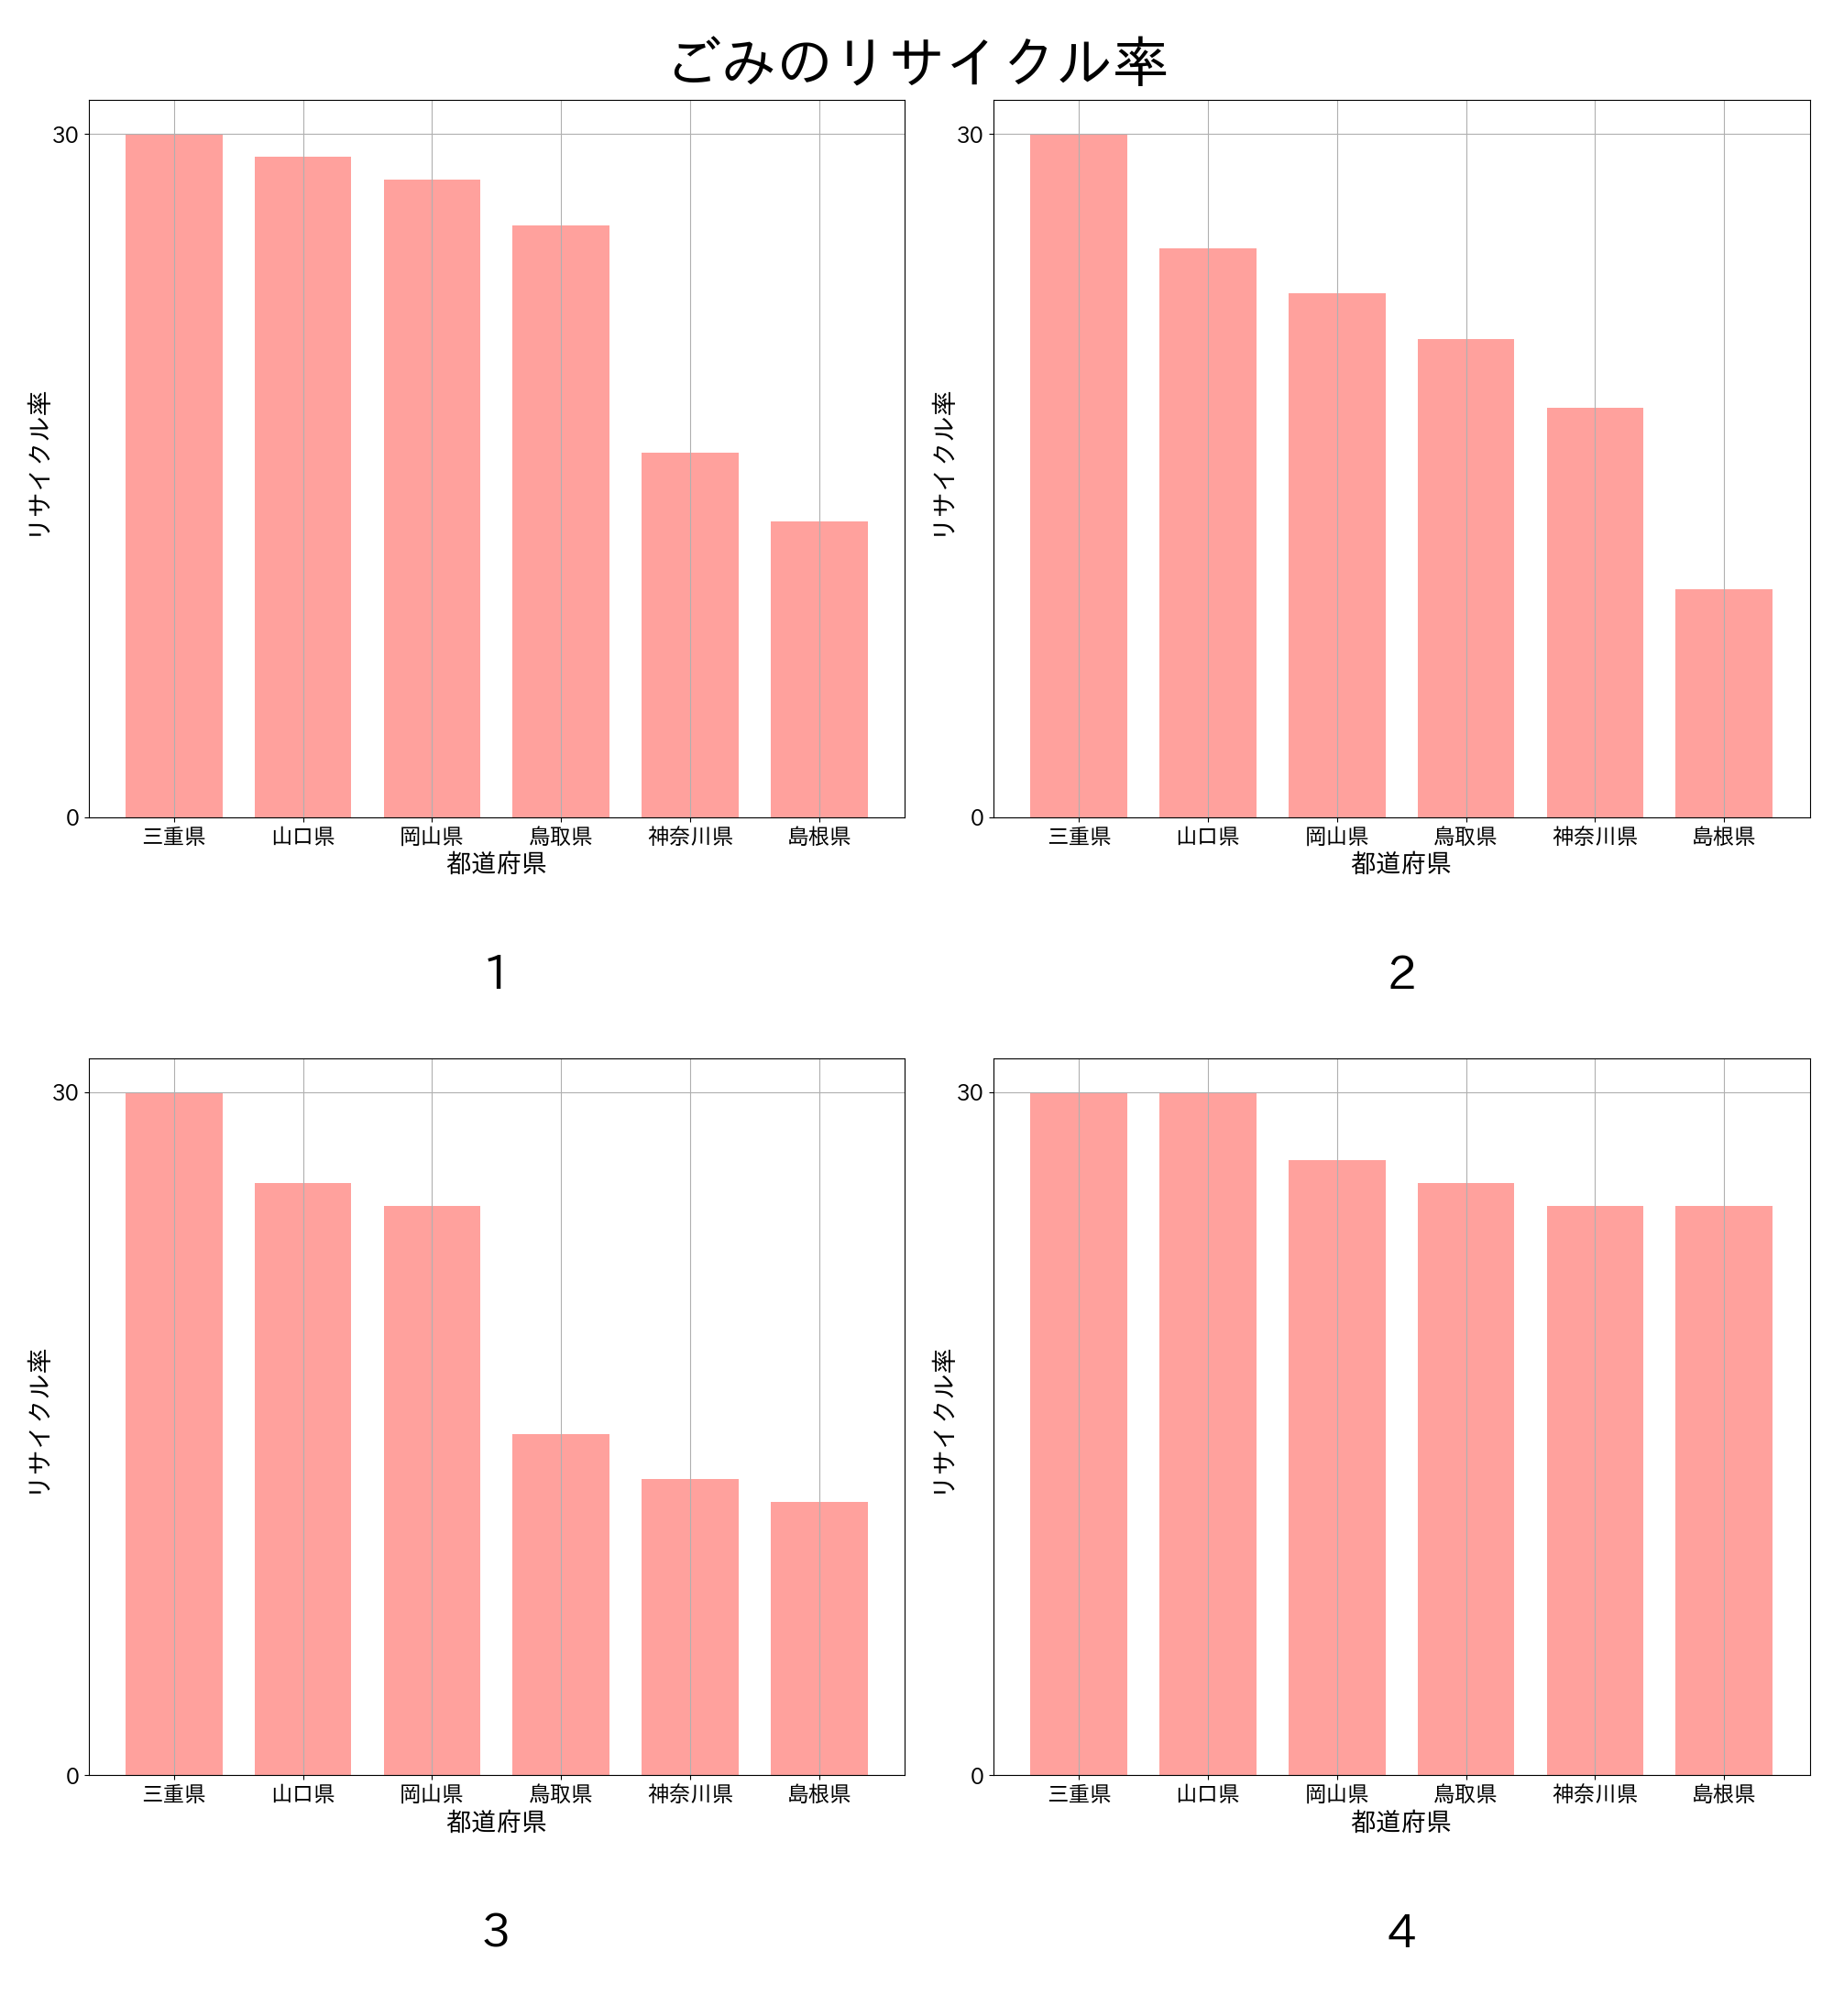 ごみのリサイクル率
30
0
リサイクル率
三重県 山口県 岡山県 鳥取県 神奈川県 島根県
都道府県
1
30
0
リサイクル率
三重県 山口県 岡山県 鳥取県 神奈川県 島根県
都道府県
2
30
0
リサイクル率
三重県 山口県 岡山県 鳥取県 神奈川県 島根県
都道府県
3
30
0
リサイクル率
三重県 山口県 岡山県 鳥取県 神奈川県 島根県
都道府県
4